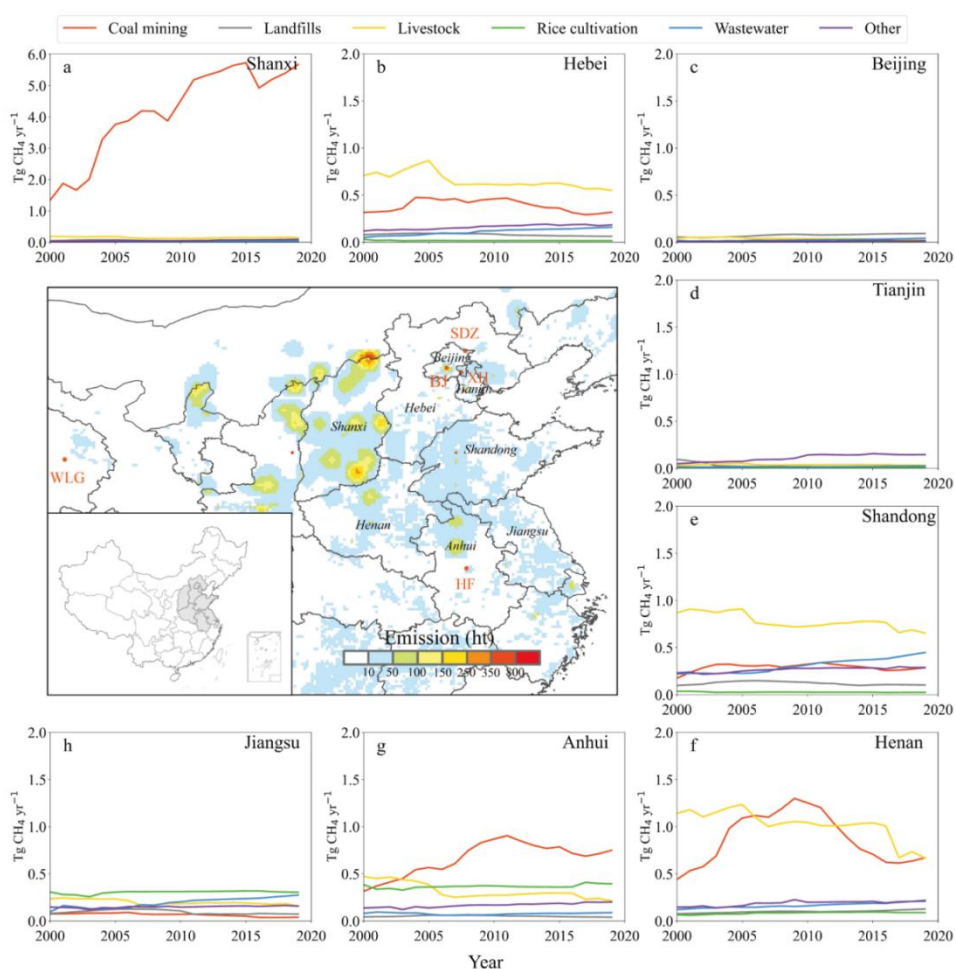 Coal mining Landfills Livestock Rice cultivation Wastewater Other
a Shanxi
6.0
5.0
4.0
3.0
2.0
1.0
0.0
Tg CH₄ yr⁻¹
2000 2005 2010 2015 2020
b Hebei
2.0
1.5
1.0
0.5
0.0
Tg CH₄ yr⁻¹
2000 2005 2010 2015 2020
c Beijing
2.0
1.5
1.0
0.5
0.0
Tg CH₄ yr⁻¹
2000 2005 2010 2015 2020
SDZ
Beijing
BJ XH
Tianjin
Hebei
Shanxi
Shandong
WLG
Henan
Jiangsu
Anhui
HF
Emission (ht)
10 50 100 150 250 350 800
d Tianjin
2.0
1.5
1.0
0.5
0.0
Tg CH₄ yr⁻¹
2000 2005 2010 2015 2020
e Shandong
2.0
1.5
1.0
0.5
0.0
Tg CH₄ yr⁻¹
2000 2005 2010 2015 2020
h Jiangsu
2.0
1.5
1.0
0.5
0.0
Tg CH₄ yr⁻¹
2000 2005 2010 2015 2020
g Anhui
2.0
1.5
1.0
0.5
0.0
Tg CH₄ yr⁻¹
2000 2005 2010 2015 2020
f Henan
2.0
1.5
1.0
0.5
0.0
Tg CH₄ yr⁻¹
2000 2005 2010 2015 2020
Year